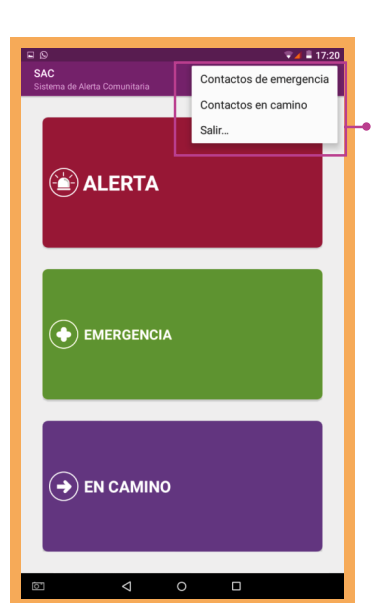 17:20
SAC
Sistema de Alerta Comunitaria
Contactos de emergencia
Contactos en camino
Salir...
ALERTA
EMERGENCIA
EN CAMINO